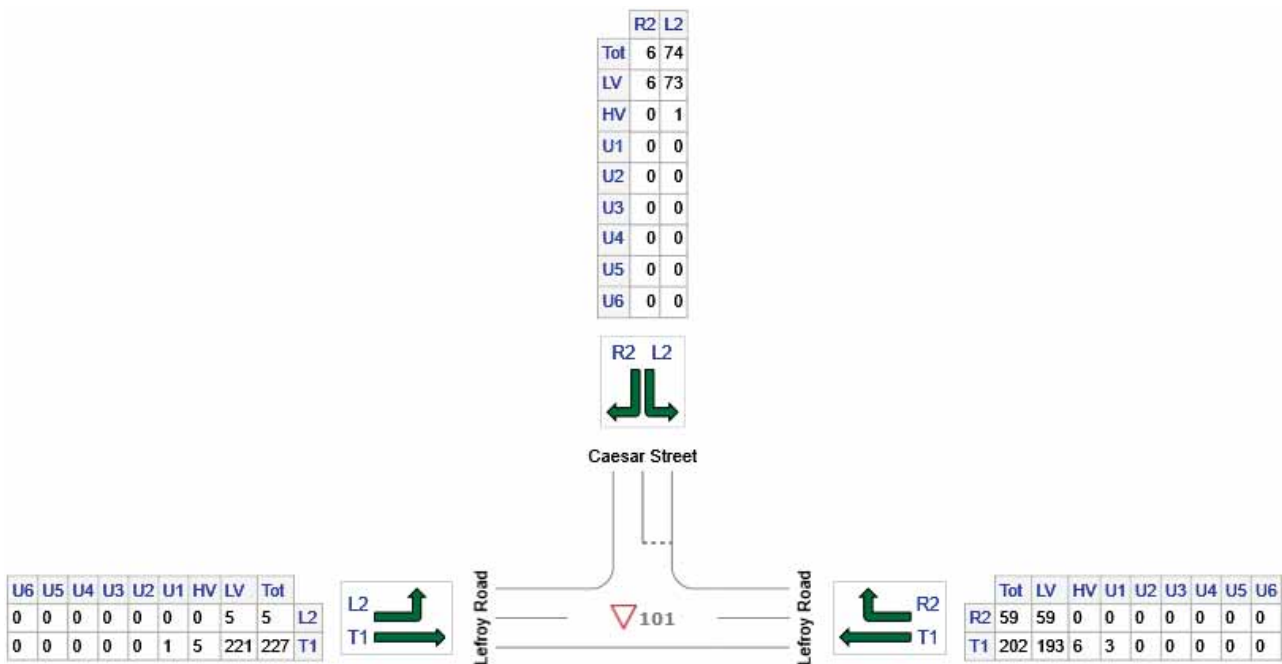 R2 L2
Tot 6 74
LV 6 73
HV 0 1
U1 0 0
U2 0 0
U3 0 0
U4 0 0
U5 0 0
U6 0 0
R2 L2
Caesar Street
U6 U5 U4 U3 U2 U1 HV LV Tot
0 0 0 0 0 0 0 5 5 L2
0 0 0 0 0 1 5 221 227 T1
L2
T1
Lefroy Road
101
Lefroy Road
R2
T1
Tot LV HV U1 U2 U3 U4 U5 U6
R2 59 59 0 0 0 0 0 0 0
T1 202 193 6 3 0 0 0 0 0